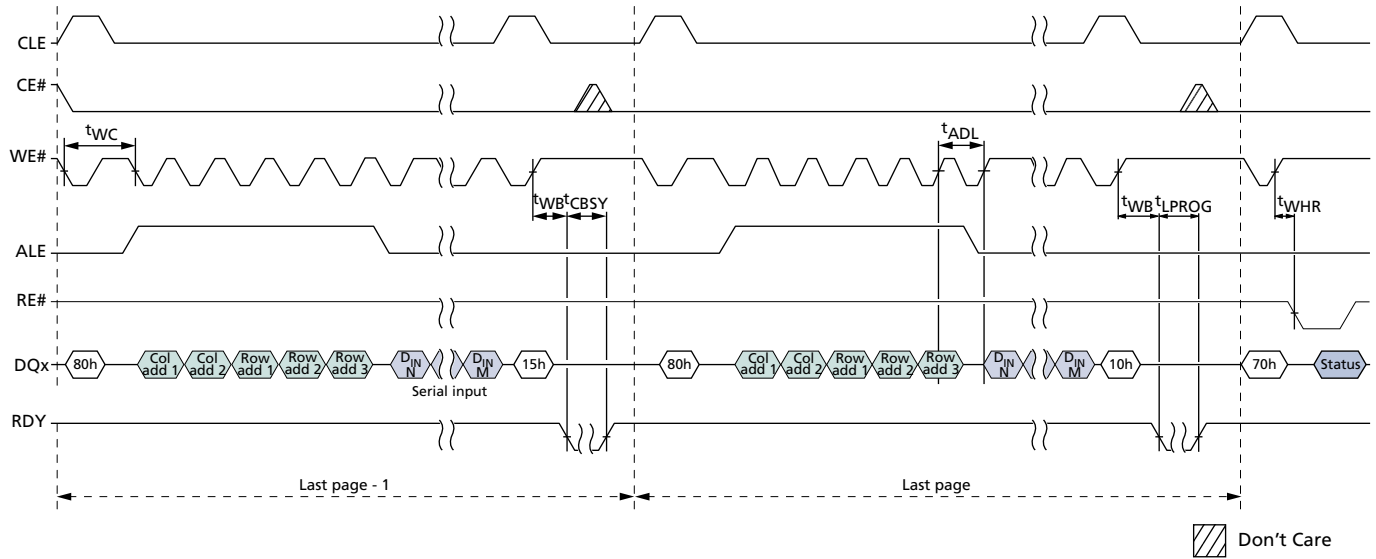 CLE
CE#
tWC
tADL
WE#
tWB tCBSY
tWB tLPROG
tWHR
ALE
RE#
DQx
80h
Col add 1
Col add 2
Row add 1
Row add 2
Row add 3
DIN N
DIN M
15h
80h
Col add 1
Col add 2
Row add 1
Row add 2
Row add 3
DIN N
DIN M
10h
70h
Status
Serial input
RDY
Last page - 1
Last page
Don't Care